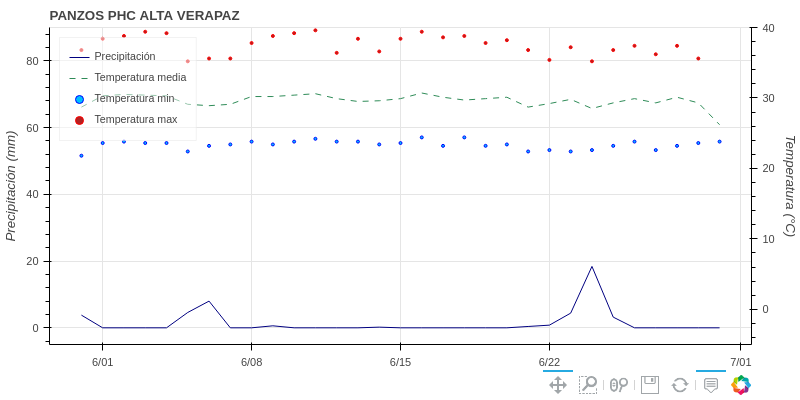 PANZOS PHC ALTA VERAPAZ
Precipitación
Temperatura media
Temperatura min
Temperatura max
Precipitación (mm)
80
60
40
20
0
Temperatura (°C)
40
30
20
10
0
6/01
6/08
6/15
6/22
7/01